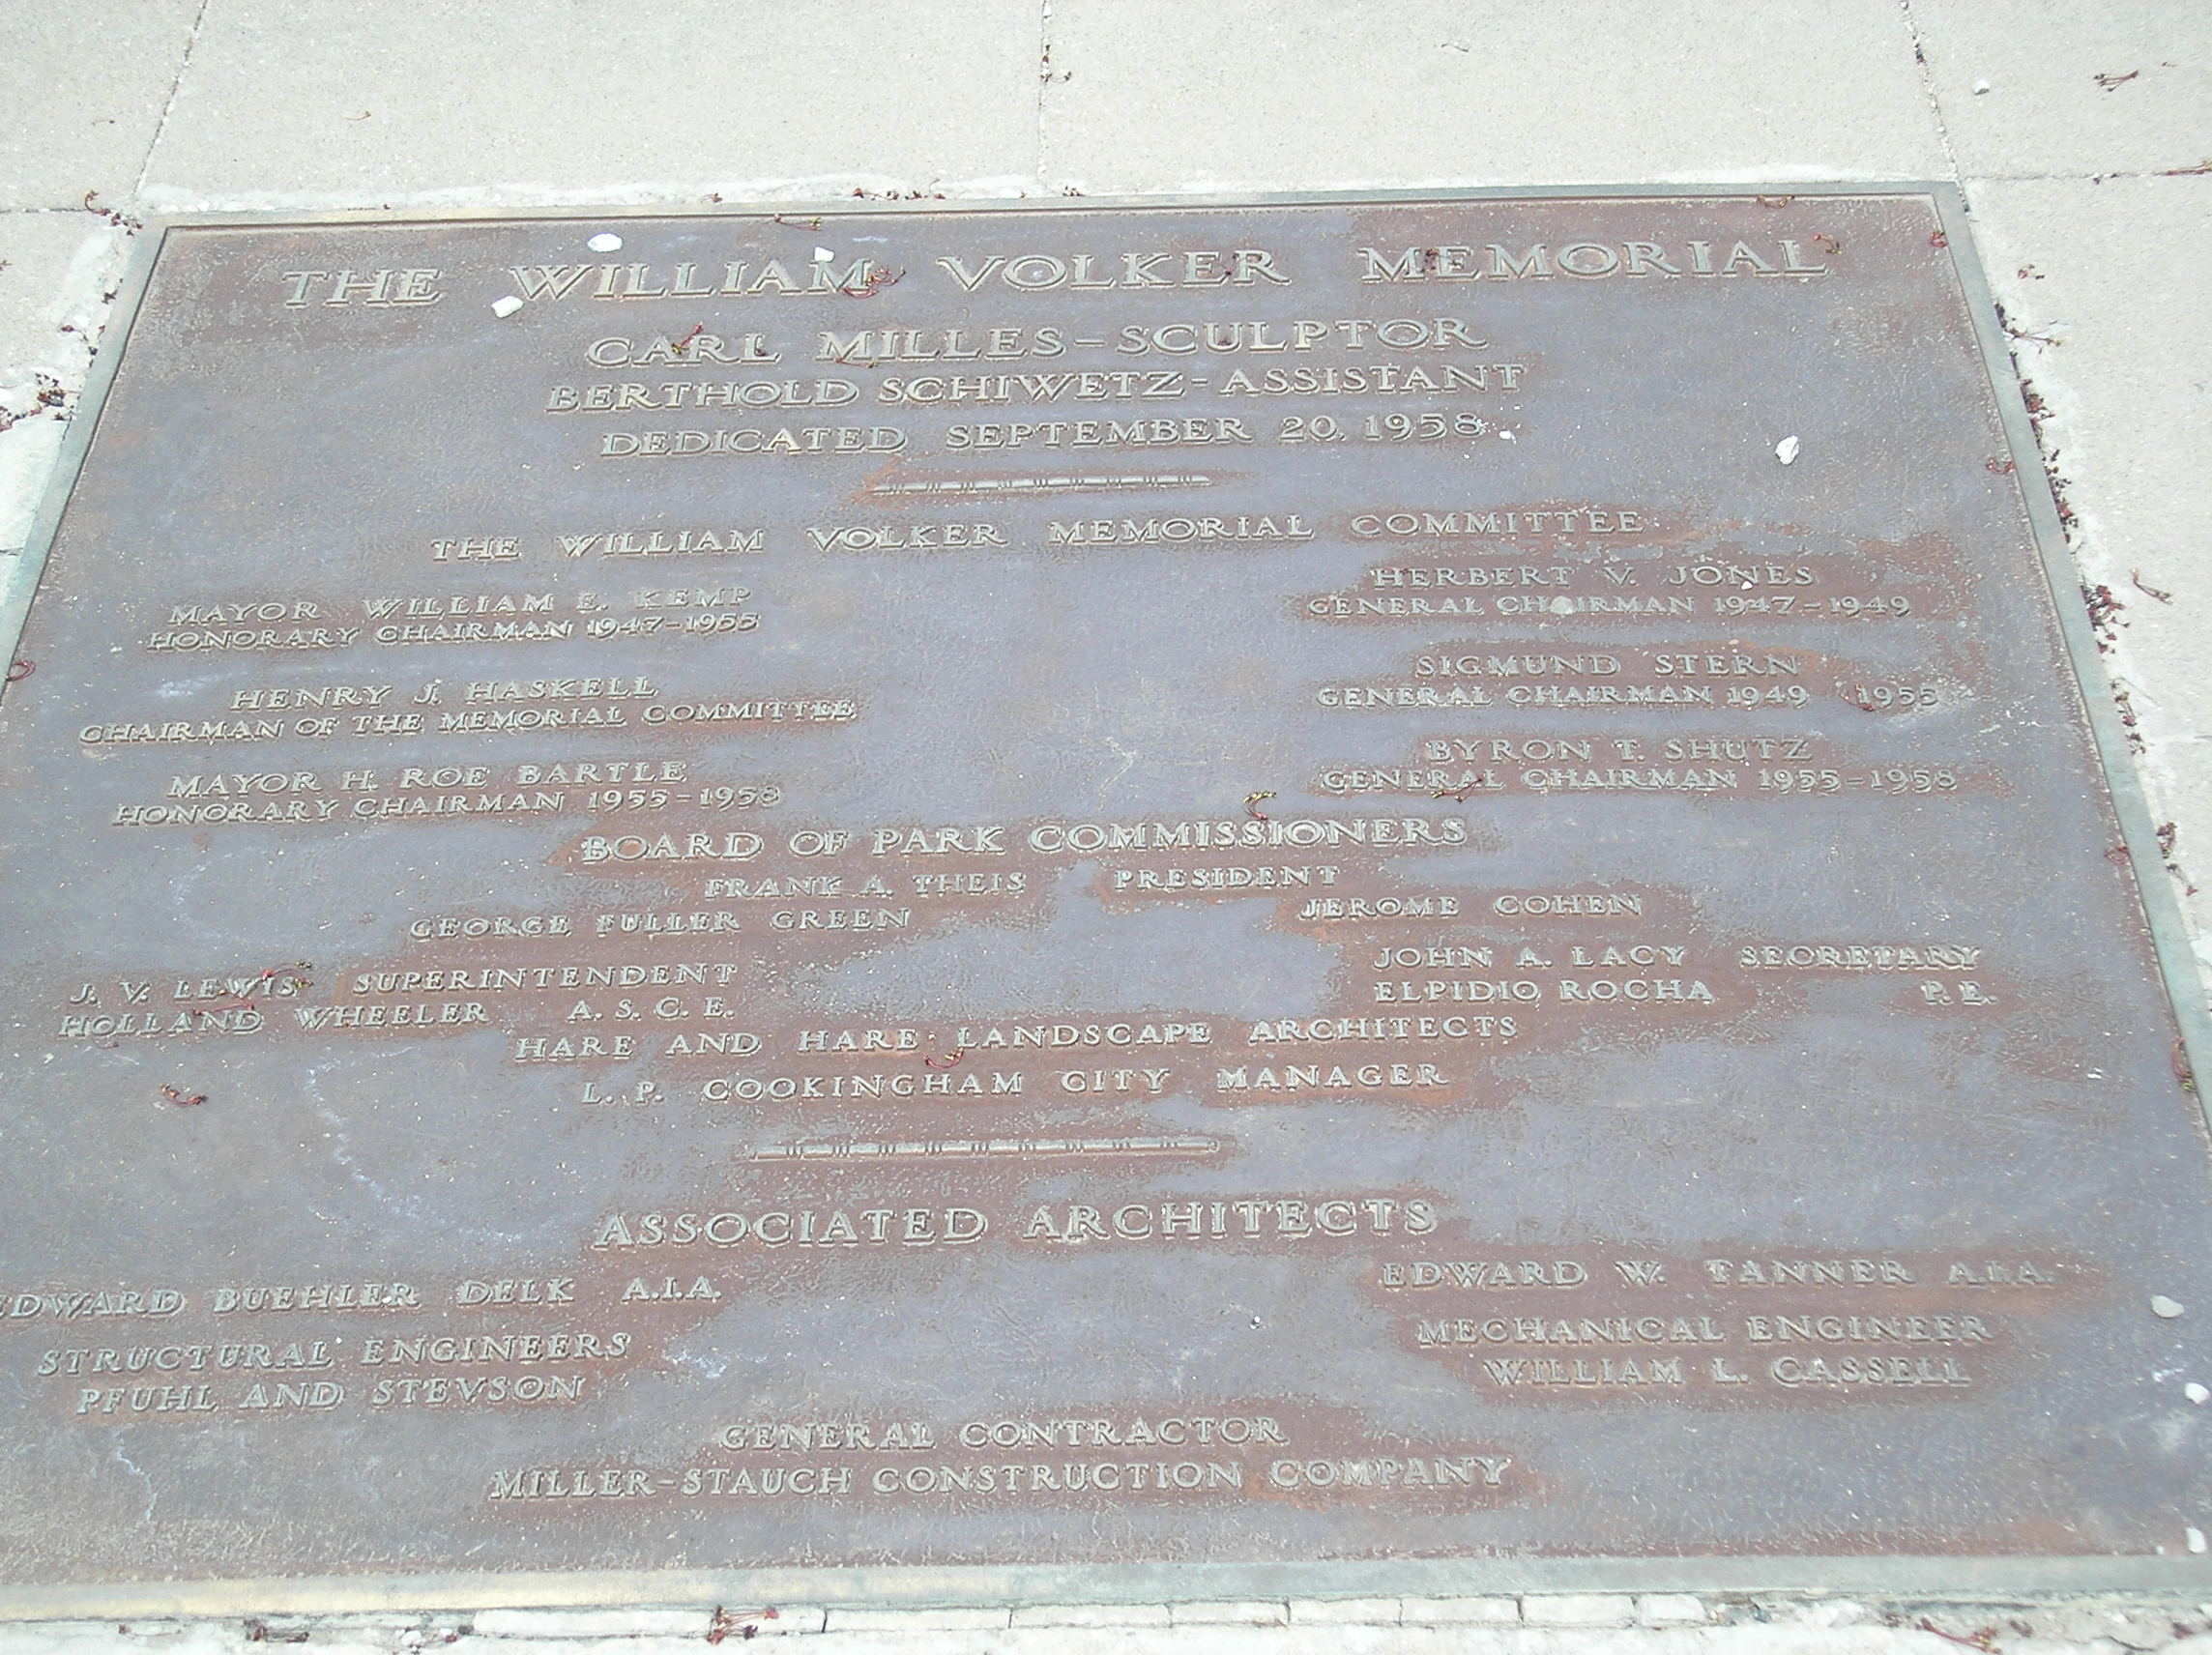 THE WILLIAM VOLKER MEMORIAL
CARL MILLES-SCULPTOR
BERTHOLD SCHIWETZ-ASSISTANT
DEDICATED SEPTEMBER 20, 1958
THE WILLIAM VOLKER MEMORIAL COMMITTEE
MAYOR WILLIAM E. KEMP
HONORARY CHAIRMAN 1947-1955
HERBERT V. JONES
GENERAL CHAIRMAN 1947-1949
HENRY J. HASKELL
CHAIRMAN OF THE MEMORIAL COMMITTEE
SIGMUND STERN
GENERAL CHAIRMAN 1949 1955
MAYOR H. ROE BARTLE
HONORARY CHAIRMAN 1955-1958
BYRON T. SHUTZ
GENERAL CHAIRMAN 1955-1958
BOARD OF PARK COMMISSIONERS
FRANK A. THEIS PRESIDENT
GEORGE FULLER GREEN JEROME COHEN
J. V. LEWIS SUPERINTENDENT JOHN A. LACY SECRETARY
HOLLAND WHEELER A. S. C. E. ELPIDIO ROCHA P. E.
HARE AND HARE LANDSCAPE ARCHITECTS
L. P. COOKINGHAM CITY MANAGER
ASSOCIATED ARCHITECTS
EDWARD BUEHLER DELK A.I.A. EDWARD W. TANNER A.I.A.
STRUCTURAL ENGINEERS
PFUHL AND STEVSON
MECHANICAL ENGINEER
WILLIAM L. CASSELL
GENERAL CONTRACTOR
MILLER-STAUCH CONSTRUCTION COMPANY